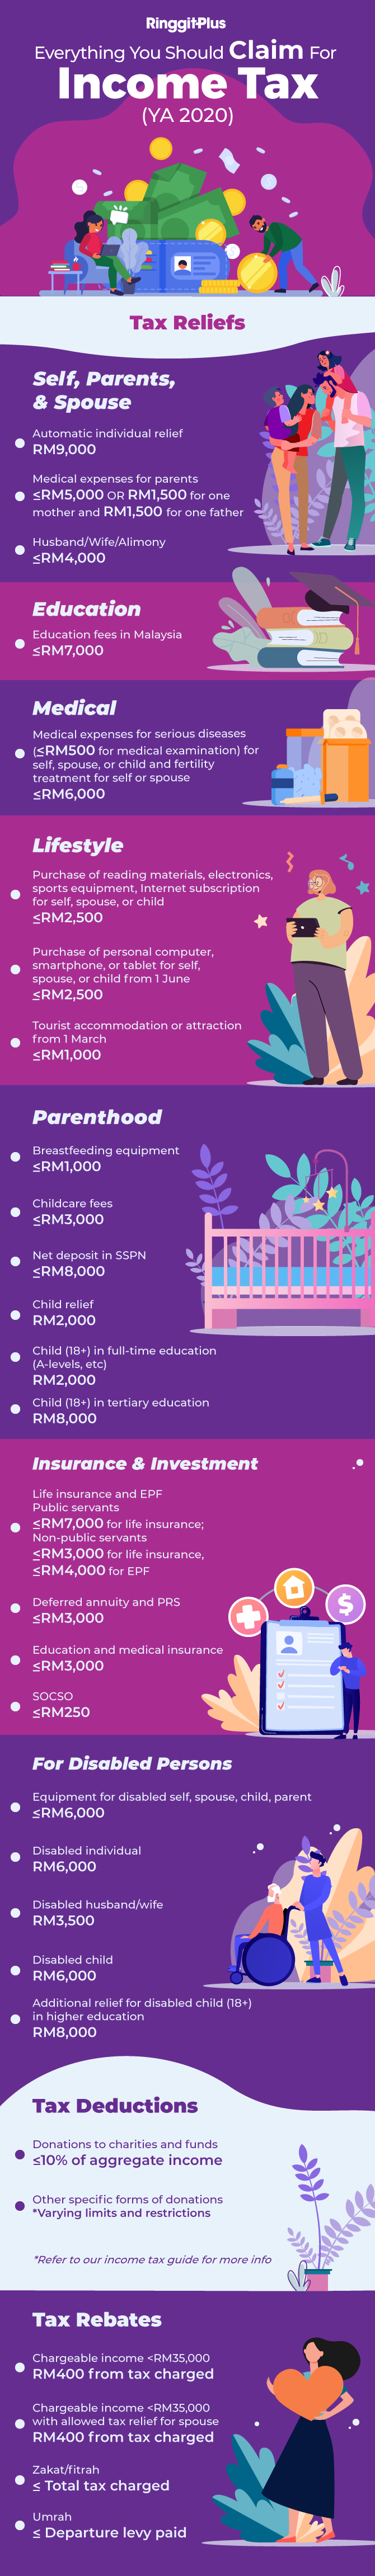 RinggitPlus
Everything You Should Claim For
Income Tax
(YA 2020)
Tax Reliefs
Self, Parents,
& Spouse
Automatic individual relief
RM9,000
Medical expenses for parents
≤RM5,000 OR RM1,500 for one
mother and RM1,500 for one father
Husband/Wife/Alimony
≤RM4,000
Education
Education fees in Malaysia
≤RM7,000
Medical
Medical expenses for serious diseases
(≤RM500 for medical examination) for
self, spouse, or child and fertility
treatment for self or spouse
≤RM6,000
Lifestyle
Purchase of reading materials, electronics,
sports equipment, Internet subscription
for self, spouse, or child
≤RM2,500
Purchase of personal computer,
smartphone, or tablet for self,
spouse, or child from 1 June
≤RM2,500
Tourist accommodation or attraction
from 1 March
≤RM1,000
Parenthood
Breastfeeding equipment
≤RM1,000
Childcare fees
≤RM3,000
Net deposit in SSPN
≤RM8,000
Child relief
RM2,000
Child (18+) in full-time education
(A-levels, etc)
RM2,000
Child (18+) in tertiary education
RM8,000
Insurance & Investment
Life insurance and EPF
Public servants
≤RM7,000 for life insurance;
Non-public servants
≤RM3,000 for life insurance,
≤RM4,000 for EPF
Deferred annuity and PRS
≤RM3,000
Education and medical insurance
≤RM3,000
SOCSO
≤RM250
$
For Disabled Persons
Equipment for disabled self, spouse, child, parent
≤RM6,000
Disabled individual
RM6,000
Disabled husband/wife
RM3,500
Disabled child
RM6,000
Additional relief for disabled child (18+)
in higher education
RM8,000
Tax Deductions
Donations to charities and funds
≤10% of aggregate income
Other specific forms of donations
*Varying limits and restrictions
*Refer to our income tax guide for more info
Tax Rebates
Chargeable income <RM35,000
RM400 from tax charged
Chargeable income <RM35,000
with allowed tax relief for spouse
RM400 from tax charged
Zakat/fitrah
≤ Total tax charged
Umrah
≤ Departure levy paid